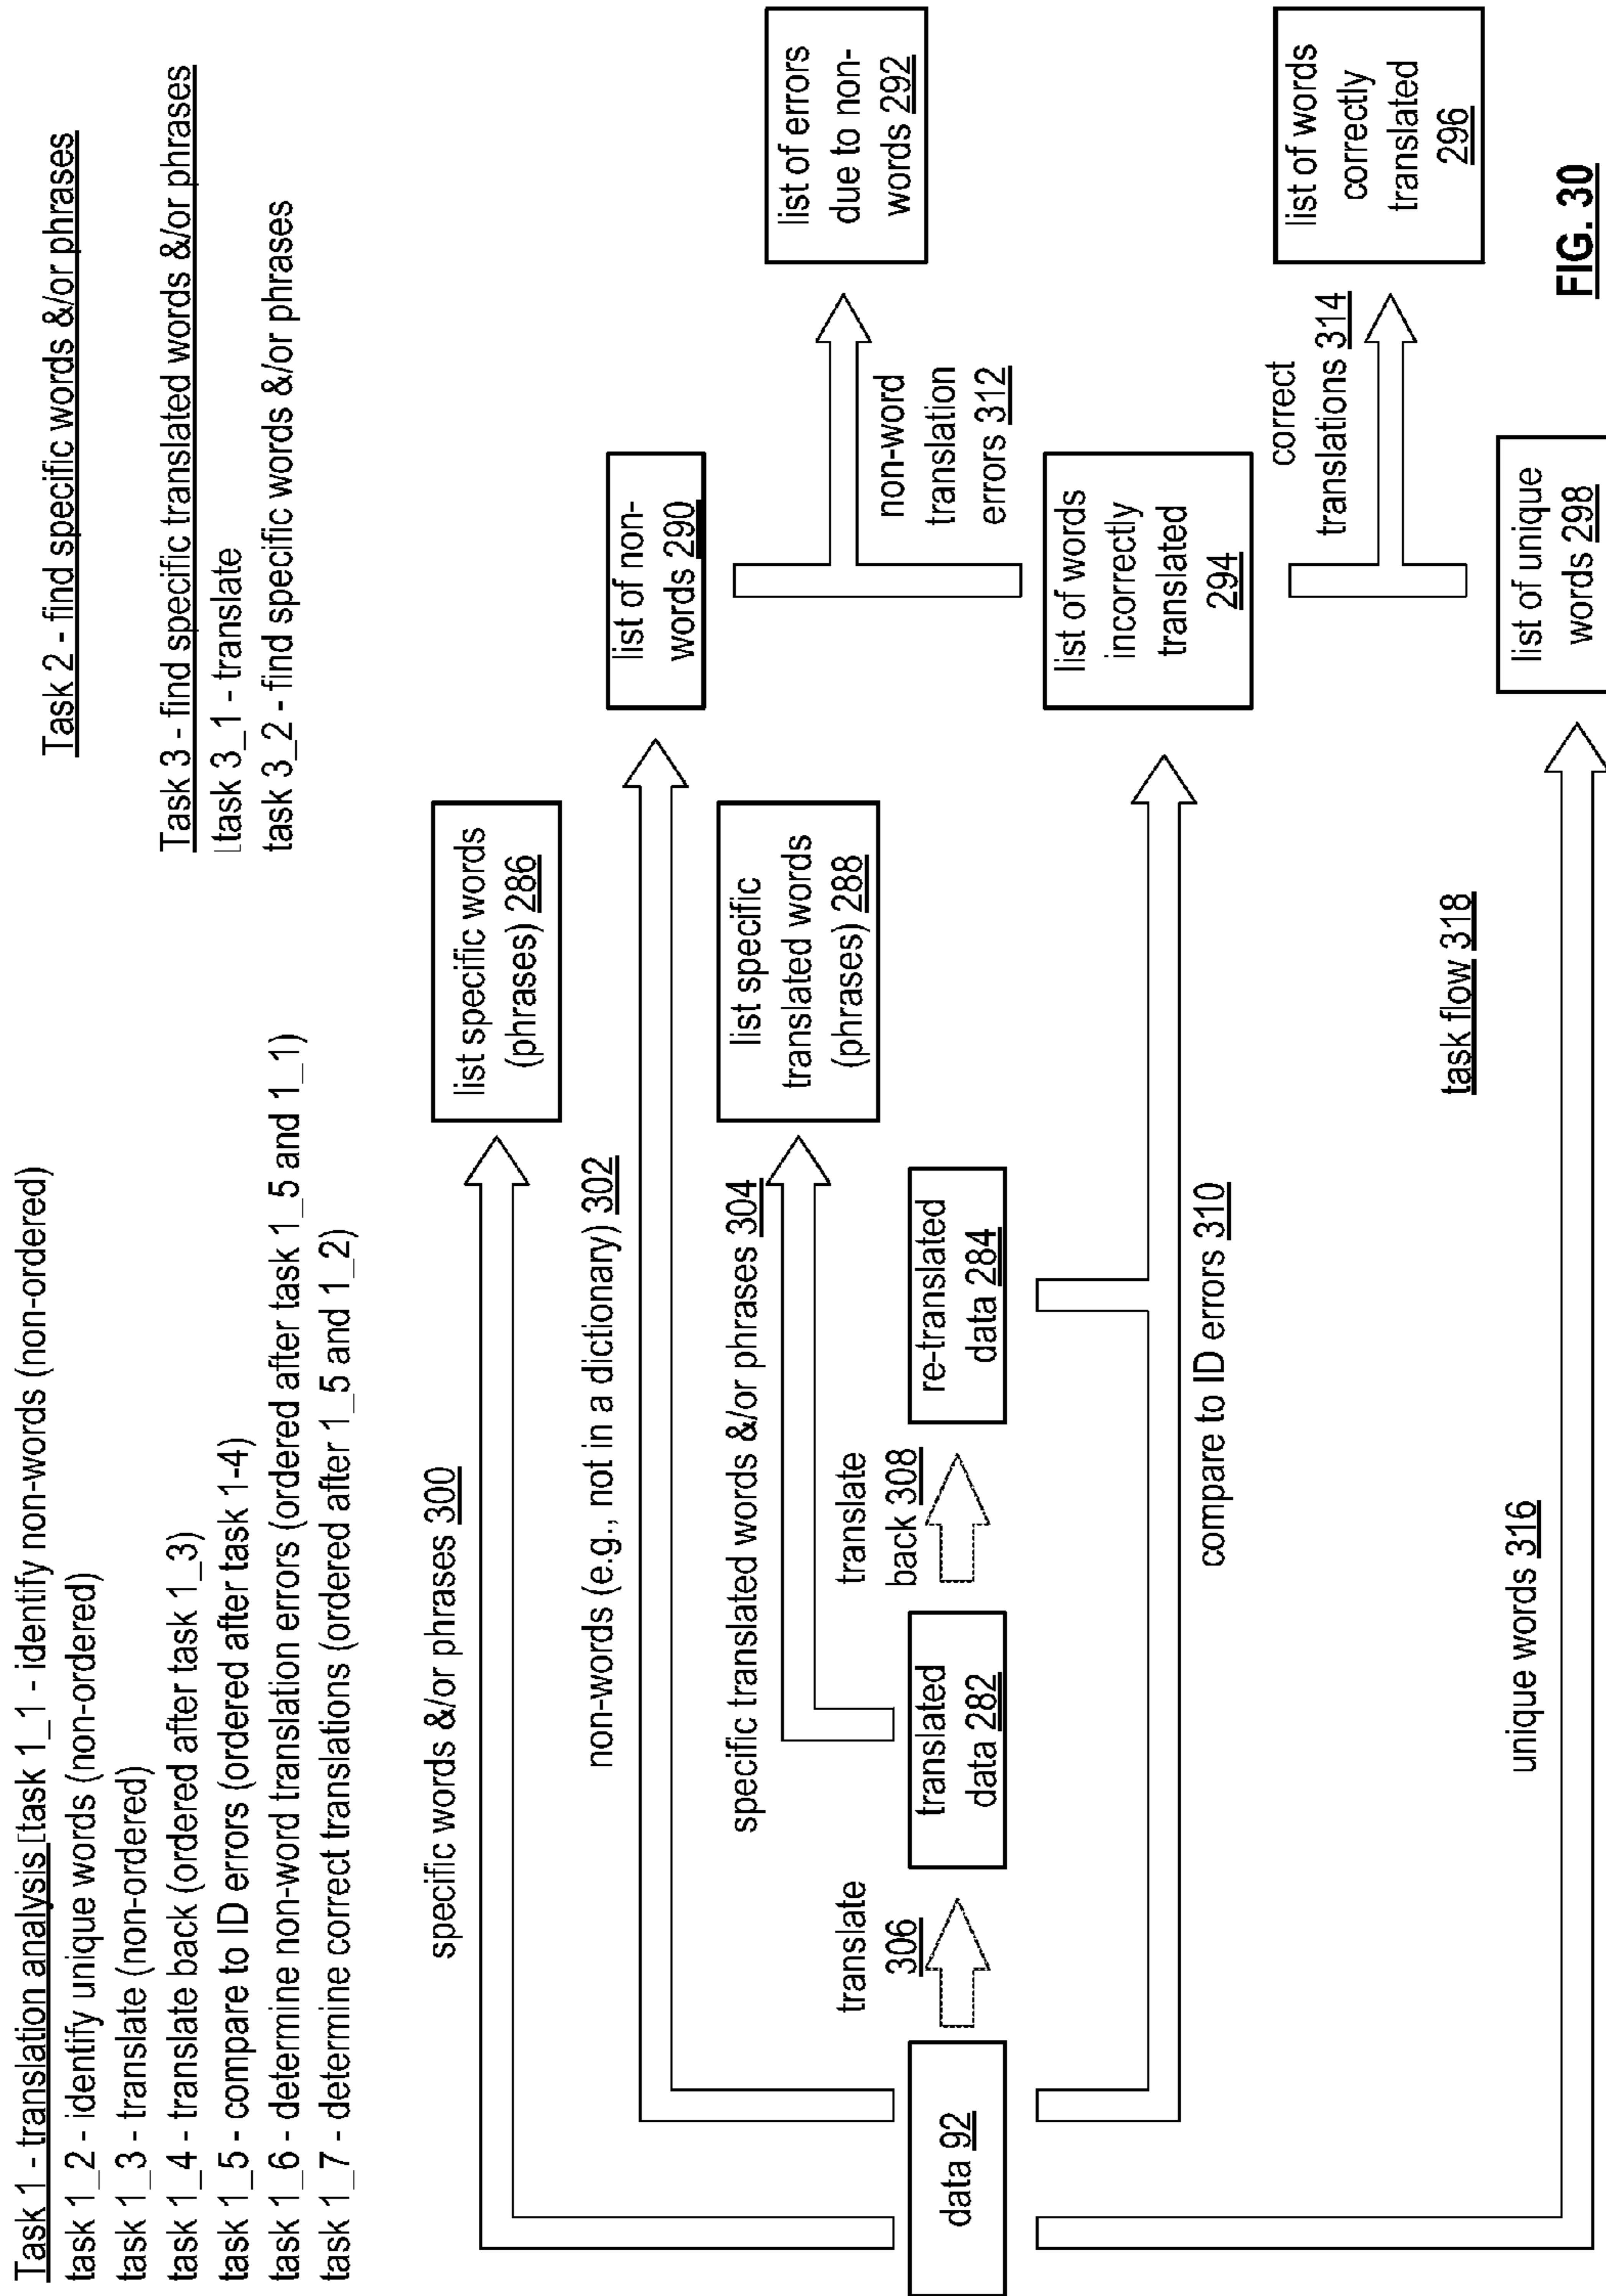 Task 1 - translation analysis [task 1_1 - identify non-words (non-ordered)
task 1_2 - identify unique words (non-ordered)
task 1_3 - translate (non-ordered)
task 1_4 - translate back (ordered after task 1_3)
task 1_5 - compare to ID errors (ordered after task 1-4)
task 1_6 - determine non-word translation errors (ordered after task 1_5 and 1_1)
task 1_7 - determine correct translations (ordered after 1_5 and 1_2)
Task 2 - find specific words &/or phrases
Task 3 - find specific translated words &/or phrases
[task 3_1 - translate
task 3_2 - find specific words &/or phrases
specific words &/or phrases 300
list specific words
(phrases) 286
non-words (e.g., not in a dictionary) 302
list of non-
words 290
specific translated words &/or phrases 304
list specific
translated words
(phrases) 288
data 92
translate
306
translated
data 282
translate
back 308
re-translated
data 284
compare to ID errors 310
list of words
incorrectly
translated
294
non-word
translation
errors 312
list of errors
due to non-
words 292
correct
translations 314
list of words
correctly
translated
296
unique words 316
list of unique
words 298
task flow 318
FIG. 30